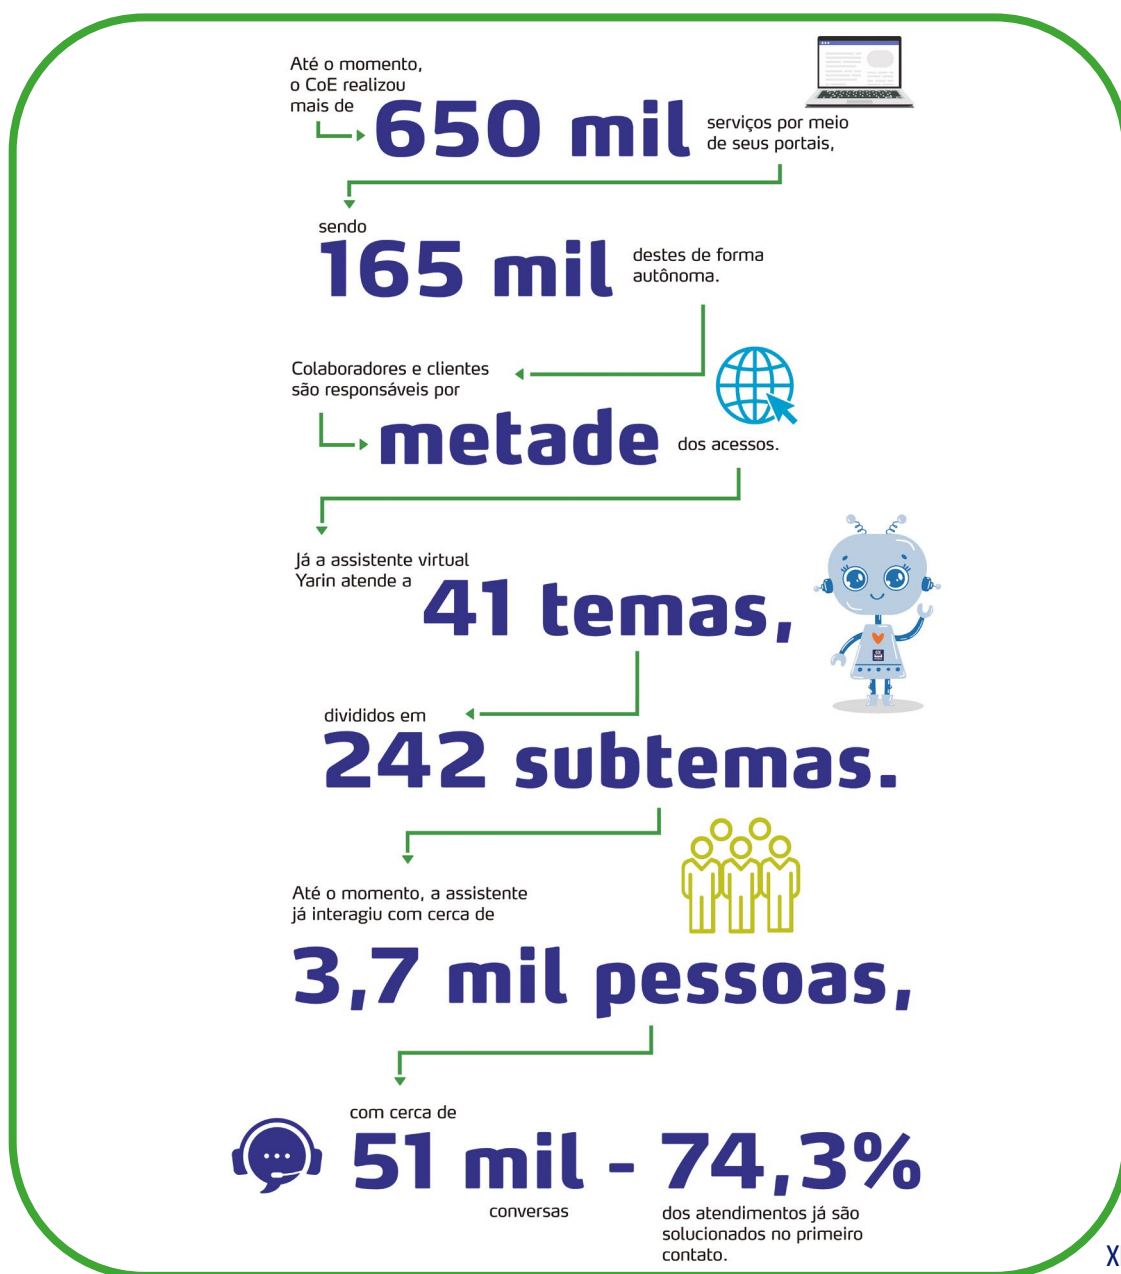 Até o momento,
o CoE realizou
mais de
650 mil
serviços por meio
de seus portais,
sendo
165 mil
destes de forma
autônoma.
Colaboradores e clientes
são responsáveis por
metade
dos acessos.
Já a assistente virtual
Yarin atende a
41 temas,
divididos em
242 subtemas.
Até o momento, a assistente
já interagiu com cerca de
3,7 mil pessoas,
com cerca de
51 mil - 74,3%
conversas
dos atendimentos já são
solucionados no primeiro
contato.